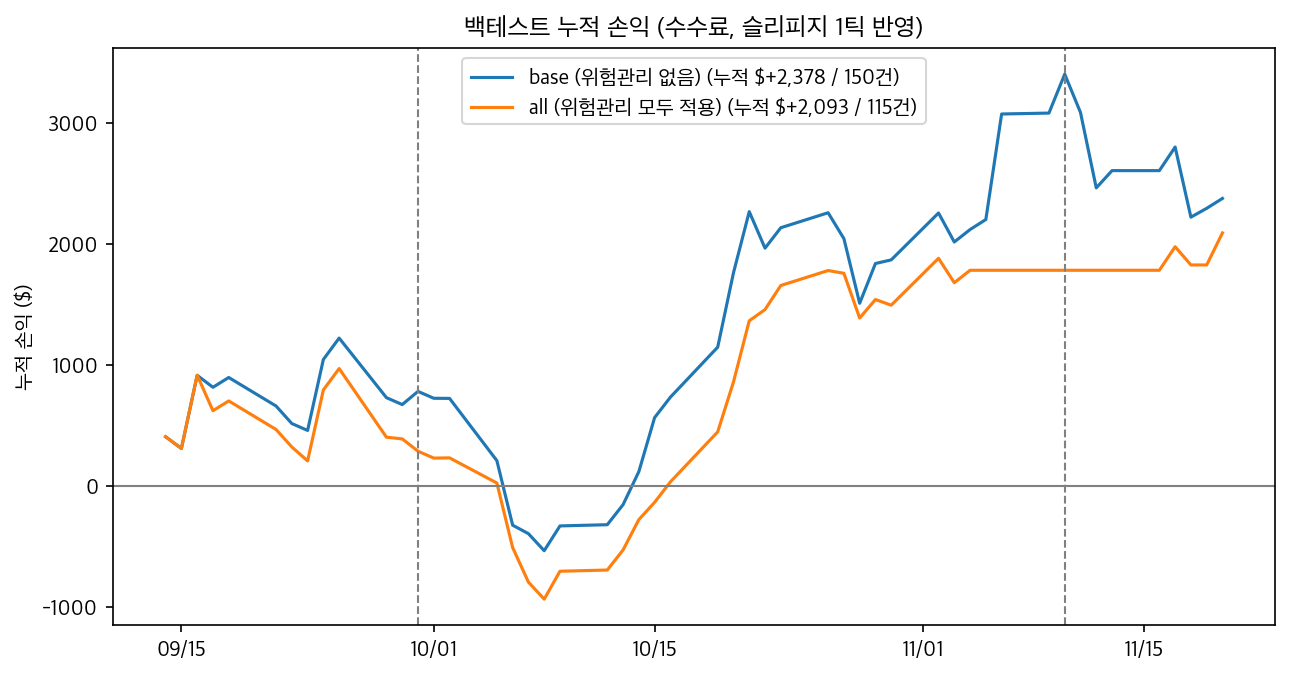 백테스트 누적 손익 (수수료, 슬리피지 1틱 반영)
base (위험관리 없음) (누적 $+2,378 / 150건)
all (위험관리 모두 적용) (누적 $+2,093 / 115건)
누적 손익 ($)
3000
2000
1000
0
-1000
09/15
10/01
10/15
11/01
11/15